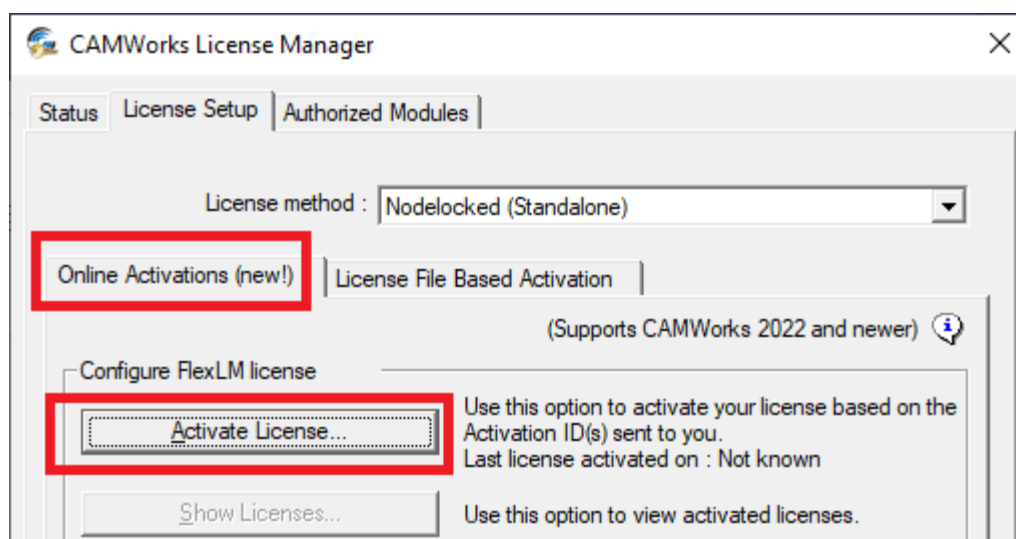 CAMWorks License Manager
Status License Setup Authorized Modules
License method : Nodelocked (Standalone)
Online Activations (new!) License File Based Activation
(Supports CAMWorks 2022 and newer)
Configure FlexLM license
Activate License...
Use this option to activate your license based on the
Activation ID(s) sent to you.
Last license activated on : Not known
Show Licenses...
Use this option to view activated licenses.